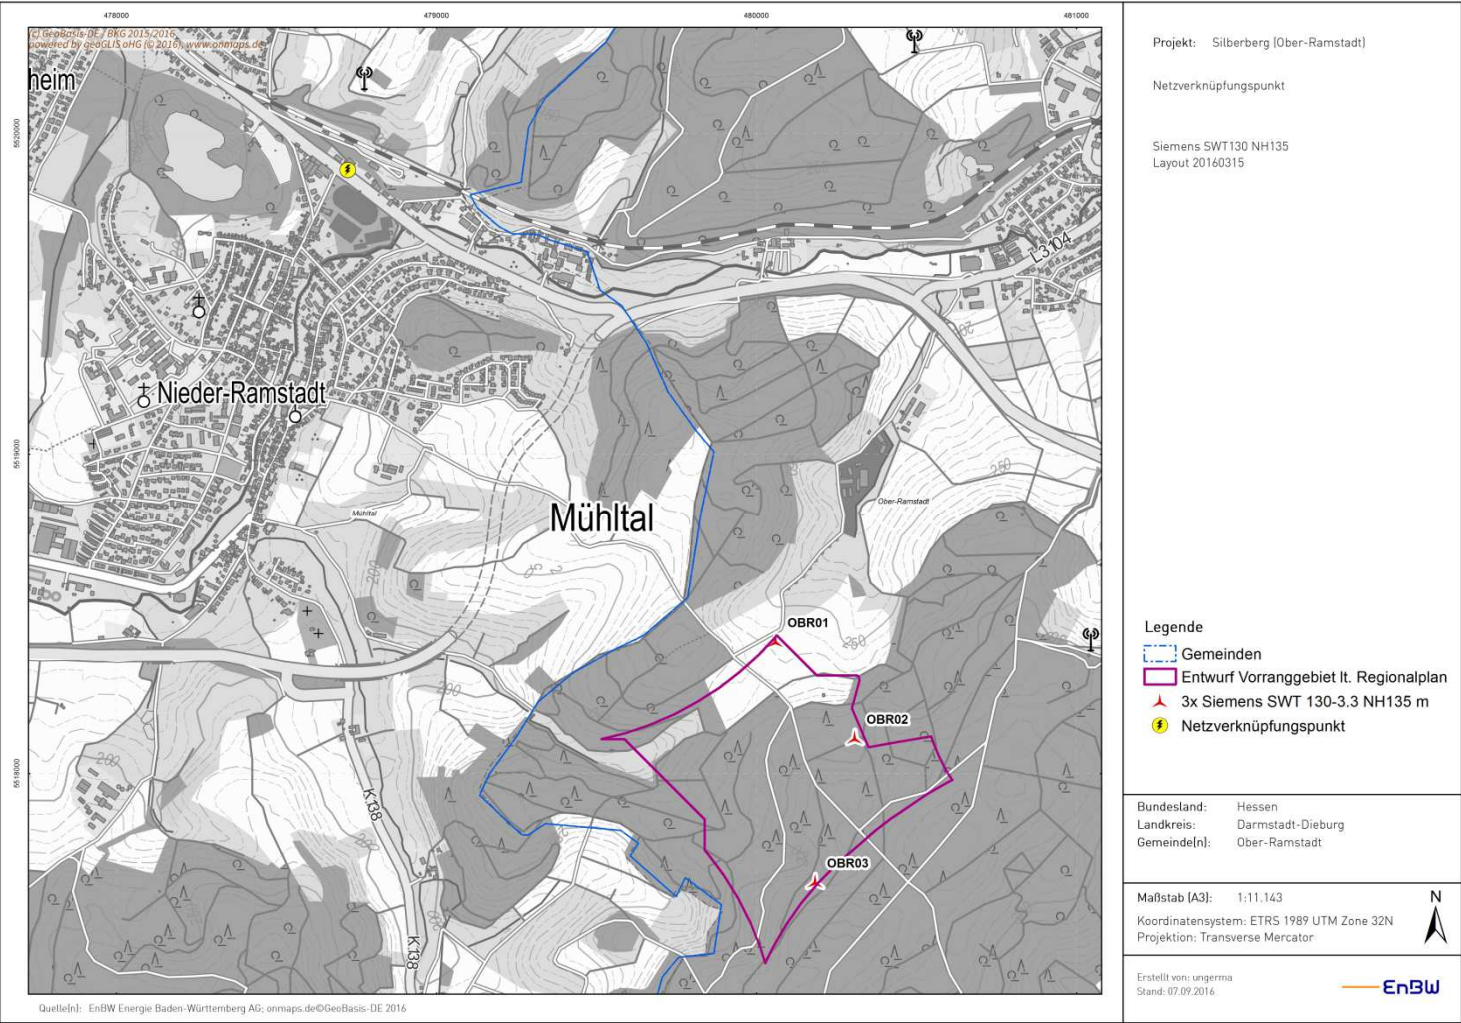 478000
479000
480000
481000
(c) GeoBasis-DE / BKG 2015/2016,
powered by geoGLIS oHG (© 2016), www.onmaps.de
heim
5520000
L3104
200
Nieder-Ramstadt
5519000
250
Ober-Ramstadt
Mühltal
Mühltal
200
OBR01
250
200
OBR02
200
5518000
K 138
OBR03
K 138
Quelle(n): EnBW Energie Baden-Württemberg AG; onmaps.de©GeoBasis-DE 2016
Projekt: Silberberg (Ober-Ramstadt)
Netzverknüpfungspunkt
Siemens SWT130 NH135
Layout 20160315
Legende
Gemeinden
Entwurf Vorranggebiet lt. Regionalplan
3x Siemens SWT 130-3.3 NH135 m
Netzverknüpfungspunkt
Bundesland: Hessen
Landkreis: Darmstadt-Dieburg
Gemeinde(n): Ober-Ramstadt
Maßstab (A3): 1:11.143
N
Koordinatensystem: ETRS 1989 UTM Zone 32N
Projektion: Transverse Mercator
Erstellt von: ungerma
Stand: 07.09.2016
EnBW